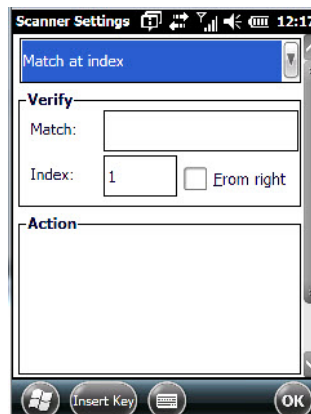 Scanner Settings 12:17
Match at index
Verify
Match:
Index: 1 From right
Action
Insert Key OK